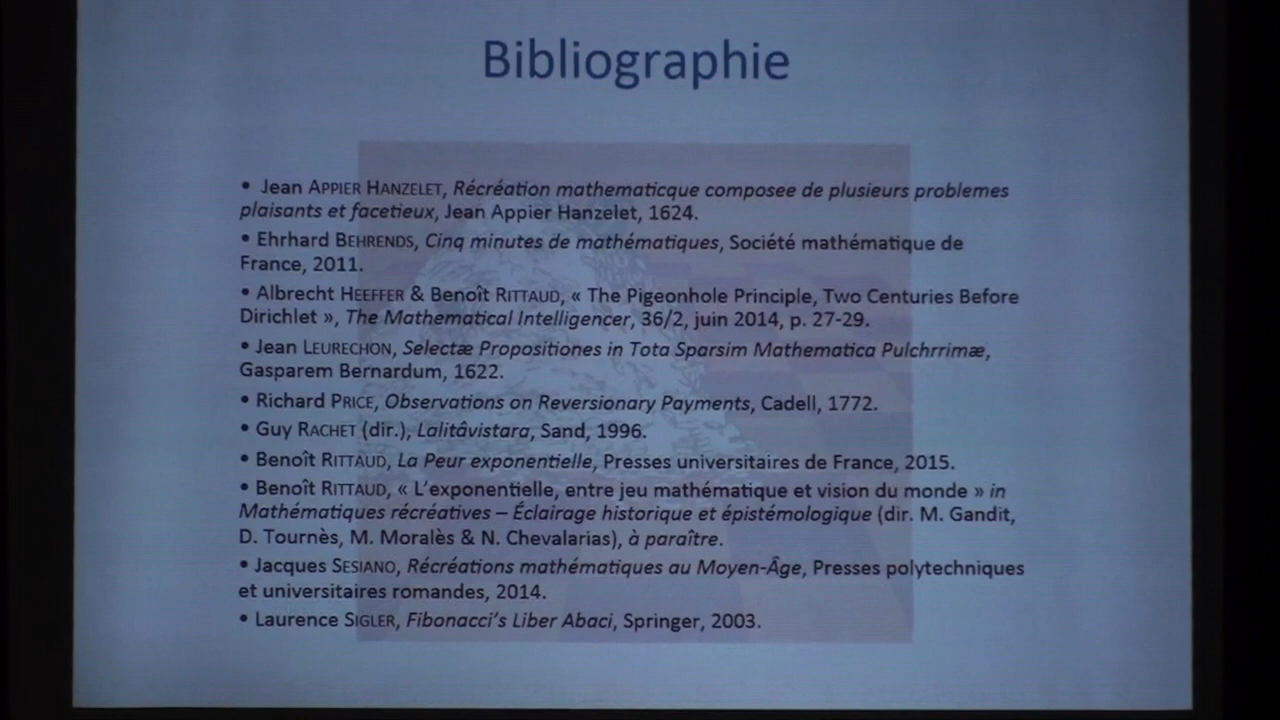 Bibliographie
• Jean APPIER HANZELET, Récréation mathematicque composee de plusieurs problemes
plaisants et facetieux, Jean Appier Hanzelet, 1624.
• Ehrhard BEHRENDS, Cinq minutes de mathématiques, Société mathématique de
France, 2011.
• Albrecht HEEFFER & Benoît RITTAUD, « The Pigeonhole Principle, Two Centuries Before
Dirichlet », The Mathematical Intelligencer, 36/2, juin 2014, p. 27-29.
• Jean LEURECHON, Selectæ Propositiones in Tota Sparsim Mathematica Pulchrrimæ,
Gasparem Bernardum, 1622.
• Richard PRICE, Observations on Reversionary Payments, Cadell, 1772.
• Guy RACHET (dir.), Lalitâvistara, Sand, 1996.
• Benoît RITTAUD, La Peur exponentielle, Presses universitaires de France, 2015.
• Benoît RITTAUD, « L'exponentielle, entre jeu mathématique et vision du monde » in
Mathématiques récréatives – Éclairage historique et épistémologique (dir. M. Gandit,
D. Tournès, M. Moralès & N. Chevalarias), à paraître.
• Jacques SESIANO, Récréations mathématiques au Moyen-Âge, Presses polytechniques
et universitaires romandes, 2014.
• Laurence SIGLER, Fibonacci's Liber Abaci, Springer, 2003.